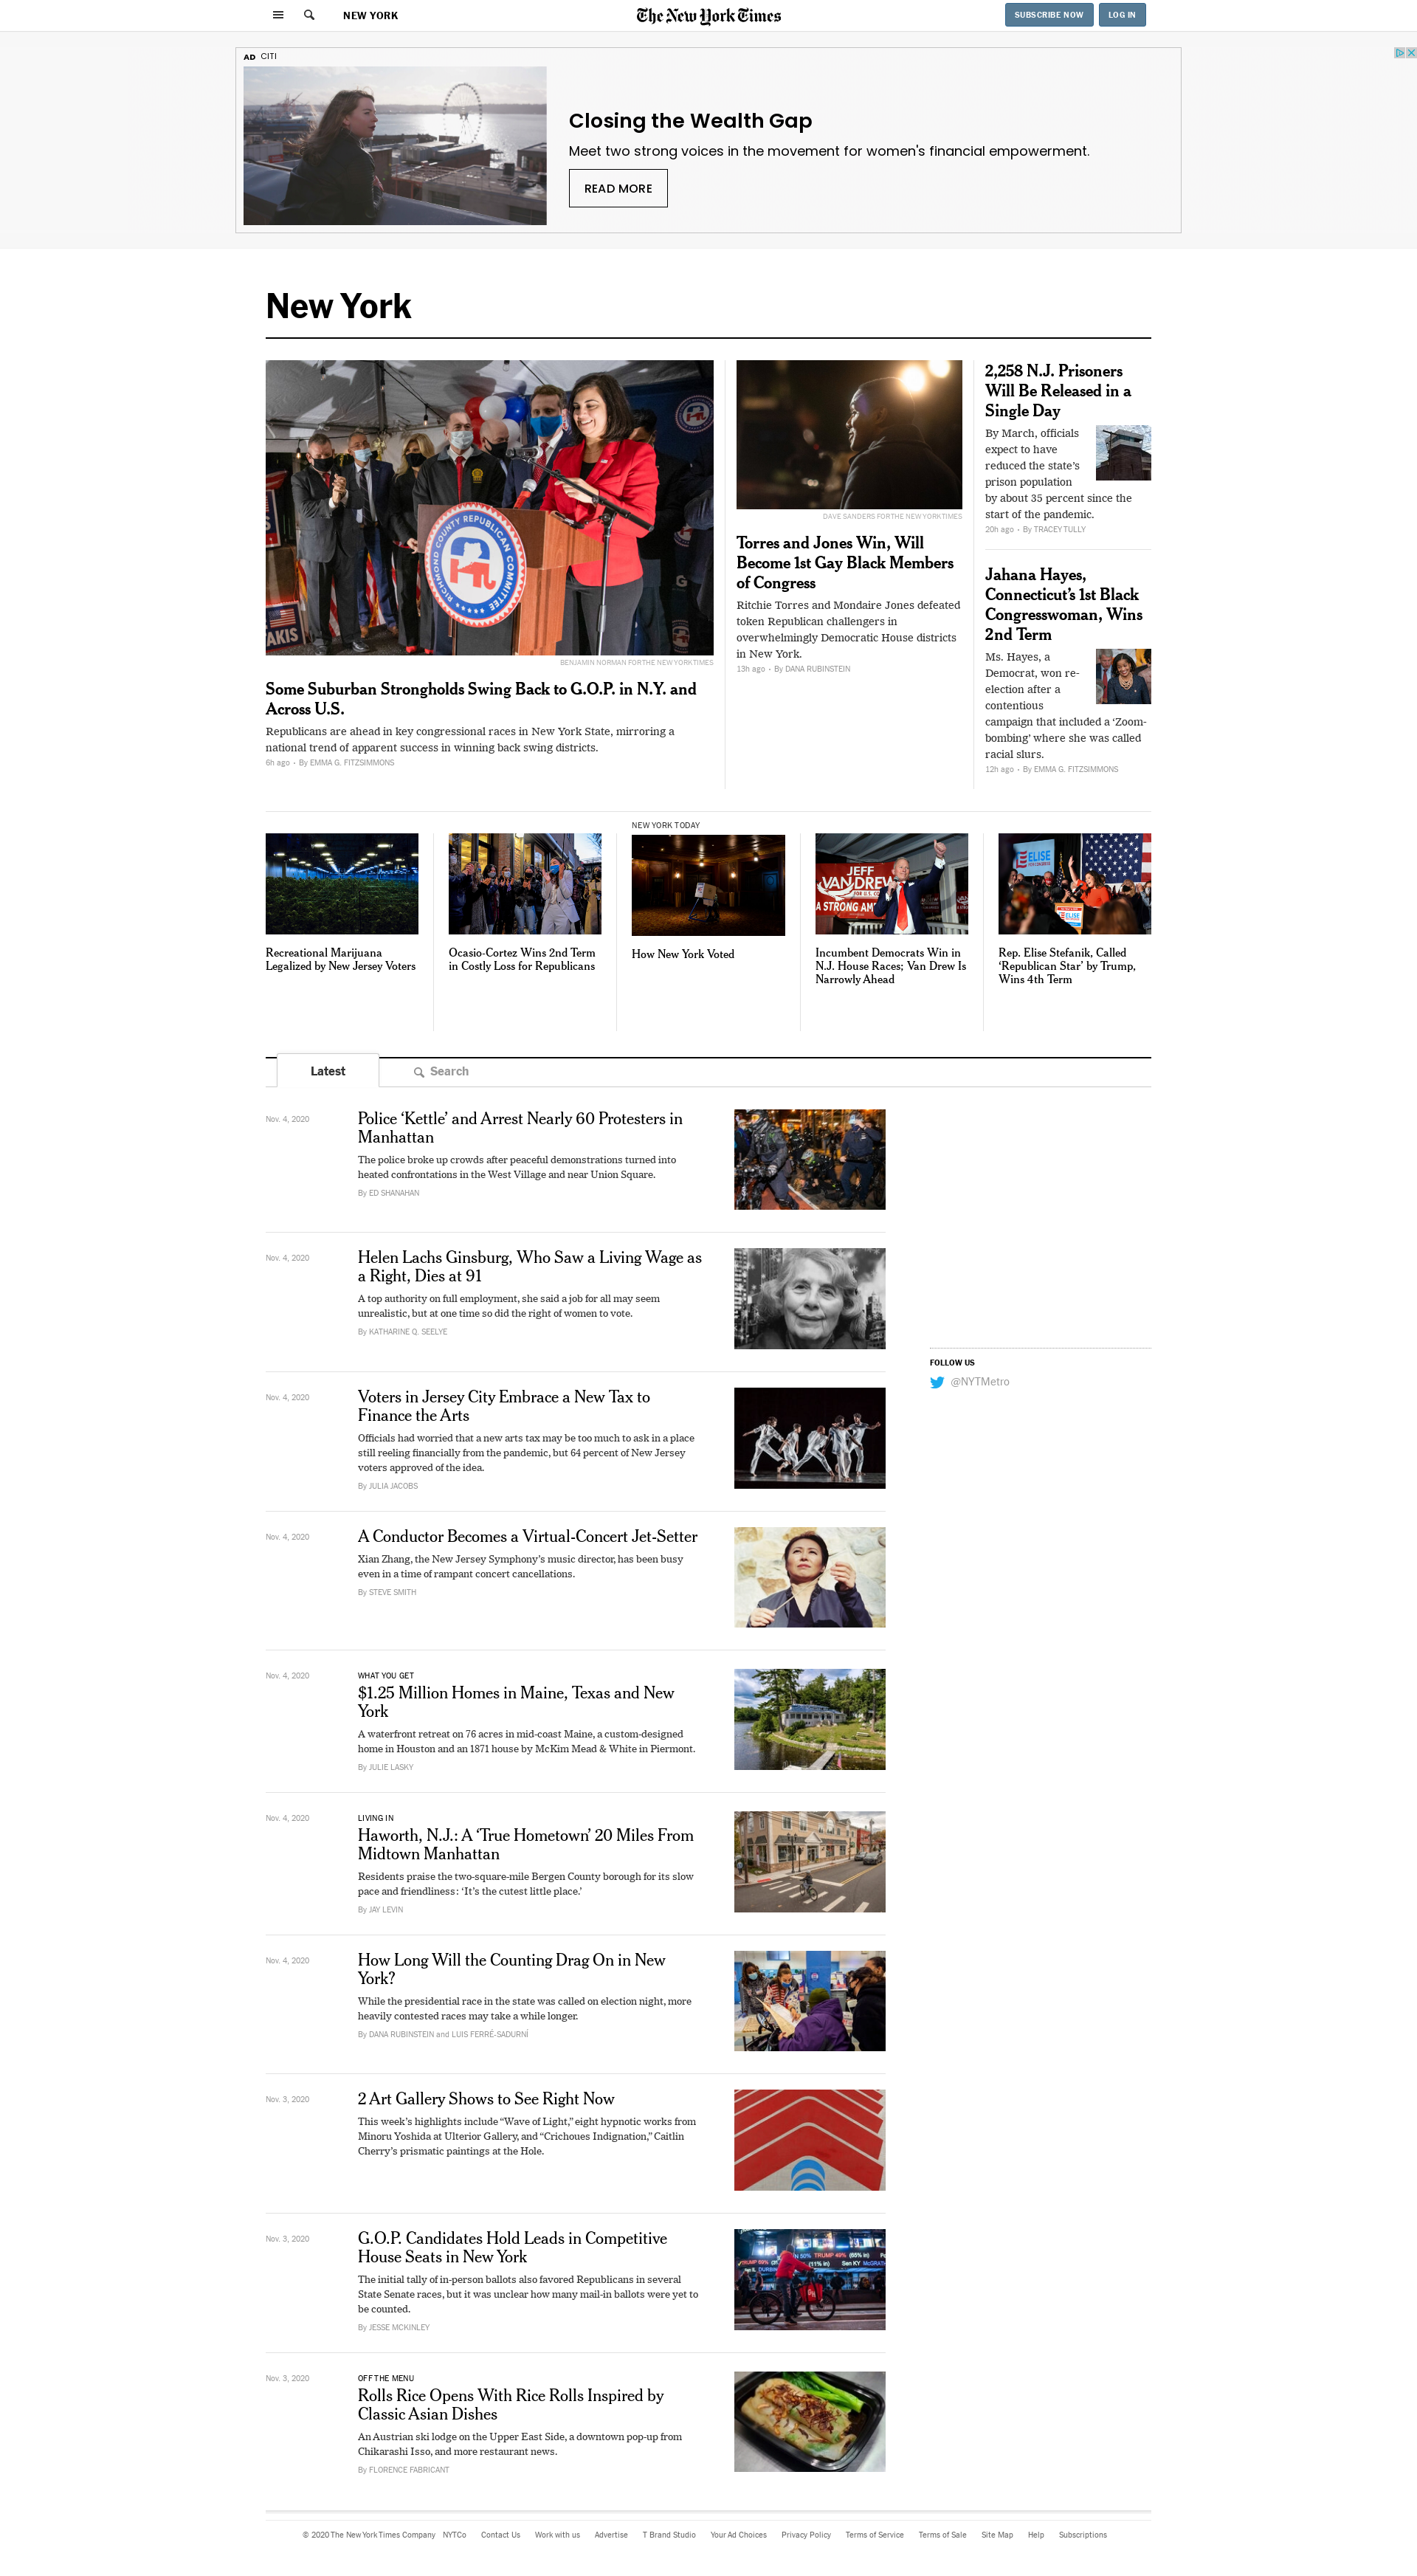 NEW YORK
The New York Times
SUBSCRIBE NOW
LOG IN
AD CITI
Closing the Wealth Gap
Meet two strong voices in the movement for women's financial empowerment.
READ MORE
New York
RICHMOND COUNTY REPUBLICAN COMMITTEE
BENJAMIN NORMAN FOR THE NEW YORK TIMES
Some Suburban Strongholds Swing Back to G.O.P. in N.Y. and
Across U.S.
Republicans are ahead in key congressional races in New York State, mirroring a
national trend of apparent success in winning back swing districts.
6h ago • By EMMA G. FITZSIMMONS
DAVE SANDERS FOR THE NEW YORK TIMES
Torres and Jones Win, Will
Become 1st Gay Black Members
of Congress
Ritchie Torres and Mondaire Jones defeated
token Republican challengers in
overwhelmingly Democratic House districts
in New York.
13h ago • By DANA RUBINSTEIN
2,258 N.J. Prisoners
Will Be Released in a
Single Day
By March, officials
expect to have
reduced the state’s
prison population
by about 35 percent since the
start of the pandemic.
20h ago • By TRACEY TULLY
Jahana Hayes,
Connecticut’s 1st Black
Congresswoman, Wins
2nd Term
Ms. Hayes, a
Democrat, won re-
election after a
contentious
campaign that included a ‘Zoom-
bombing’ where she was called
racial slurs.
12h ago • By EMMA G. FITZSIMMONS
Recreational Marijuana
Legalized by New Jersey Voters
Ocasio-Cortez Wins 2nd Term
in Costly Loss for Republicans
NEW YORK TODAY
How New York Voted
JEFF
VAN DREW
A STRONG AM
Incumbent Democrats Win in
N.J. House Races; Van Drew Is
Narrowly Ahead
ELISE
ELISE
Rep. Elise Stefanik, Called
‘Republican Star’ by Trump,
Wins 4th Term
Latest
Search
Nov. 4, 2020
Police ‘Kettle’ and Arrest Nearly 60 Protesters in
Manhattan
The police broke up crowds after peaceful demonstrations turned into
heated confrontations in the West Village and near Union Square.
By ED SHANAHAN
Nov. 4, 2020
Helen Lachs Ginsburg, Who Saw a Living Wage as
a Right, Dies at 91
A top authority on full employment, she said a job for all may seem
unrealistic, but at one time so did the right of women to vote.
By KATHARINE Q. SEELYE
FOLLOW US
@NYTMetro
Nov. 4, 2020
Voters in Jersey City Embrace a New Tax to
Finance the Arts
Officials had worried that a new arts tax may be too much to ask in a place
still reeling financially from the pandemic, but 64 percent of New Jersey
voters approved of the idea.
By JULIA JACOBS
Nov. 4, 2020
A Conductor Becomes a Virtual-Concert Jet-Setter
Xian Zhang, the New Jersey Symphony’s music director, has been busy
even in a time of rampant concert cancellations.
By STEVE SMITH
Nov. 4, 2020
WHAT YOU GET
$1.25 Million Homes in Maine, Texas and New
York
A waterfront retreat on 76 acres in mid-coast Maine, a custom-designed
home in Houston and an 1871 house by McKim Mead & White in Piermont.
By JULIE LASKY
Nov. 4, 2020
LIVING IN
Haworth, N.J.: A ‘True Hometown’ 20 Miles From
Midtown Manhattan
Residents praise the two-square-mile Bergen County borough for its slow
pace and friendliness: ‘It’s the cutest little place.’
By JAY LEVIN
Nov. 4, 2020
How Long Will the Counting Drag On in New
York?
While the presidential race in the state was called on election night, more
heavily contested races may take a while longer.
By DANA RUBINSTEIN and LUIS FERRÉ-SADURNÍ
Nov. 3, 2020
2 Art Gallery Shows to See Right Now
This week’s highlights include “Wave of Light,” eight hypnotic works from
Minoru Yoshida at Ulterior Gallery, and “Crichoues Indignation,” Caitlin
Cherry’s prismatic paintings at the Hole.
Nov. 3, 2020
G.O.P. Candidates Hold Leads in Competitive
House Seats in New York
The initial tally of in-person ballots also favored Republicans in several
State Senate races, but it was unclear how many mail-in ballots were yet to
be counted.
By JESSE MCKINLEY
Nov. 3, 2020
OFF THE MENU
Rolls Rice Opens With Rice Rolls Inspired by
Classic Asian Dishes
An Austrian ski lodge on the Upper East Side, a downtown pop-up from
Chikarashi Isso, and more restaurant news.
By FLORENCE FABRICANT
© 2020 The New York Times Company NYTCo Contact Us Work with us Advertise T Brand Studio Your Ad Choices Privacy Policy Terms of Service Terms of Sale Site Map Help Subscriptions